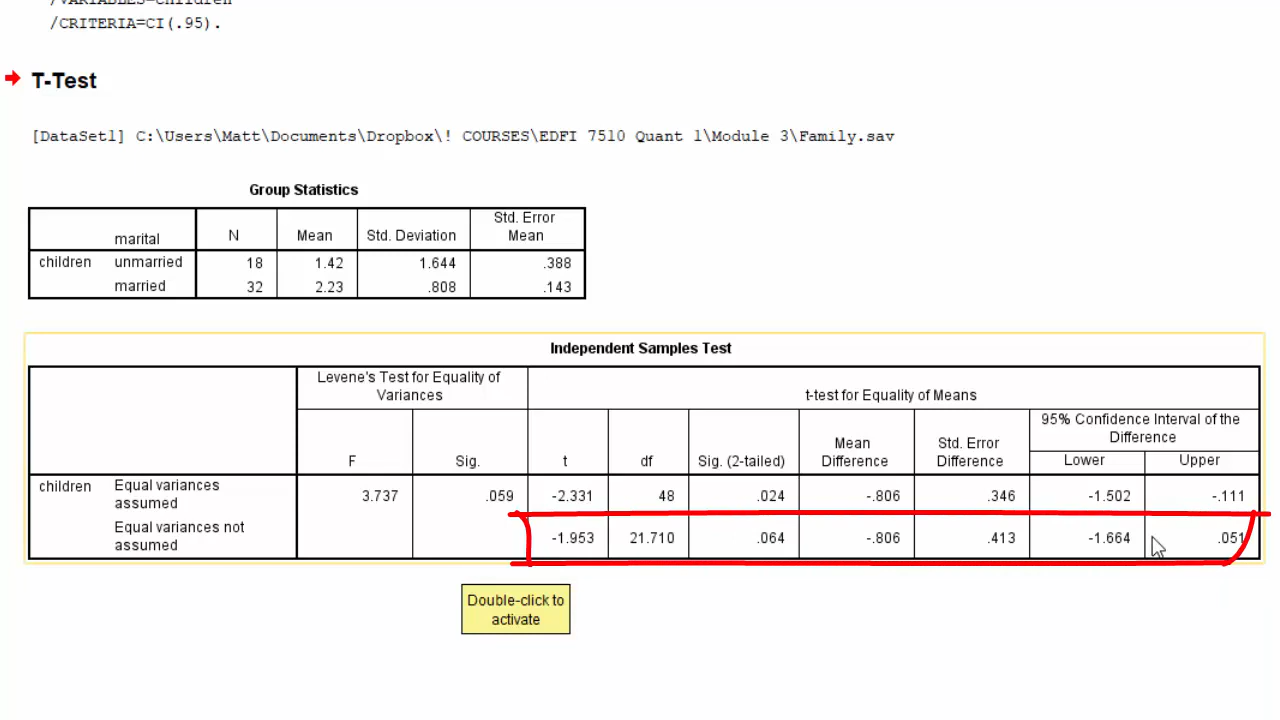 /VARIABLES=children
/CRITERIA=CI(.95).
T-Test
[DataSet1] C:\Users\Matt\Documents\Dropbox\! COURSES\EDFI 7510 Quant 1\Module 3\Family.sav
Group Statistics
marital N Mean Std. Deviation Std. Error Mean
children unmarried 18 1.42 1.644 .388
married 32 2.23 .808 .143
Independent Samples Test
Levene's Test for Equality of Variances t-test for Equality of Means
95% Confidence Interval of the Difference
F Sig. t df Sig. (2-tailed) Mean Difference Std. Error Difference Lower Upper
children Equal variances assumed 3.737 .059 -2.331 48 .024 -.806 .346 -1.502 -.111
Equal variances not assumed -1.953 21.710 .064 -.806 .413 -1.664 .051
Double-click to
activate